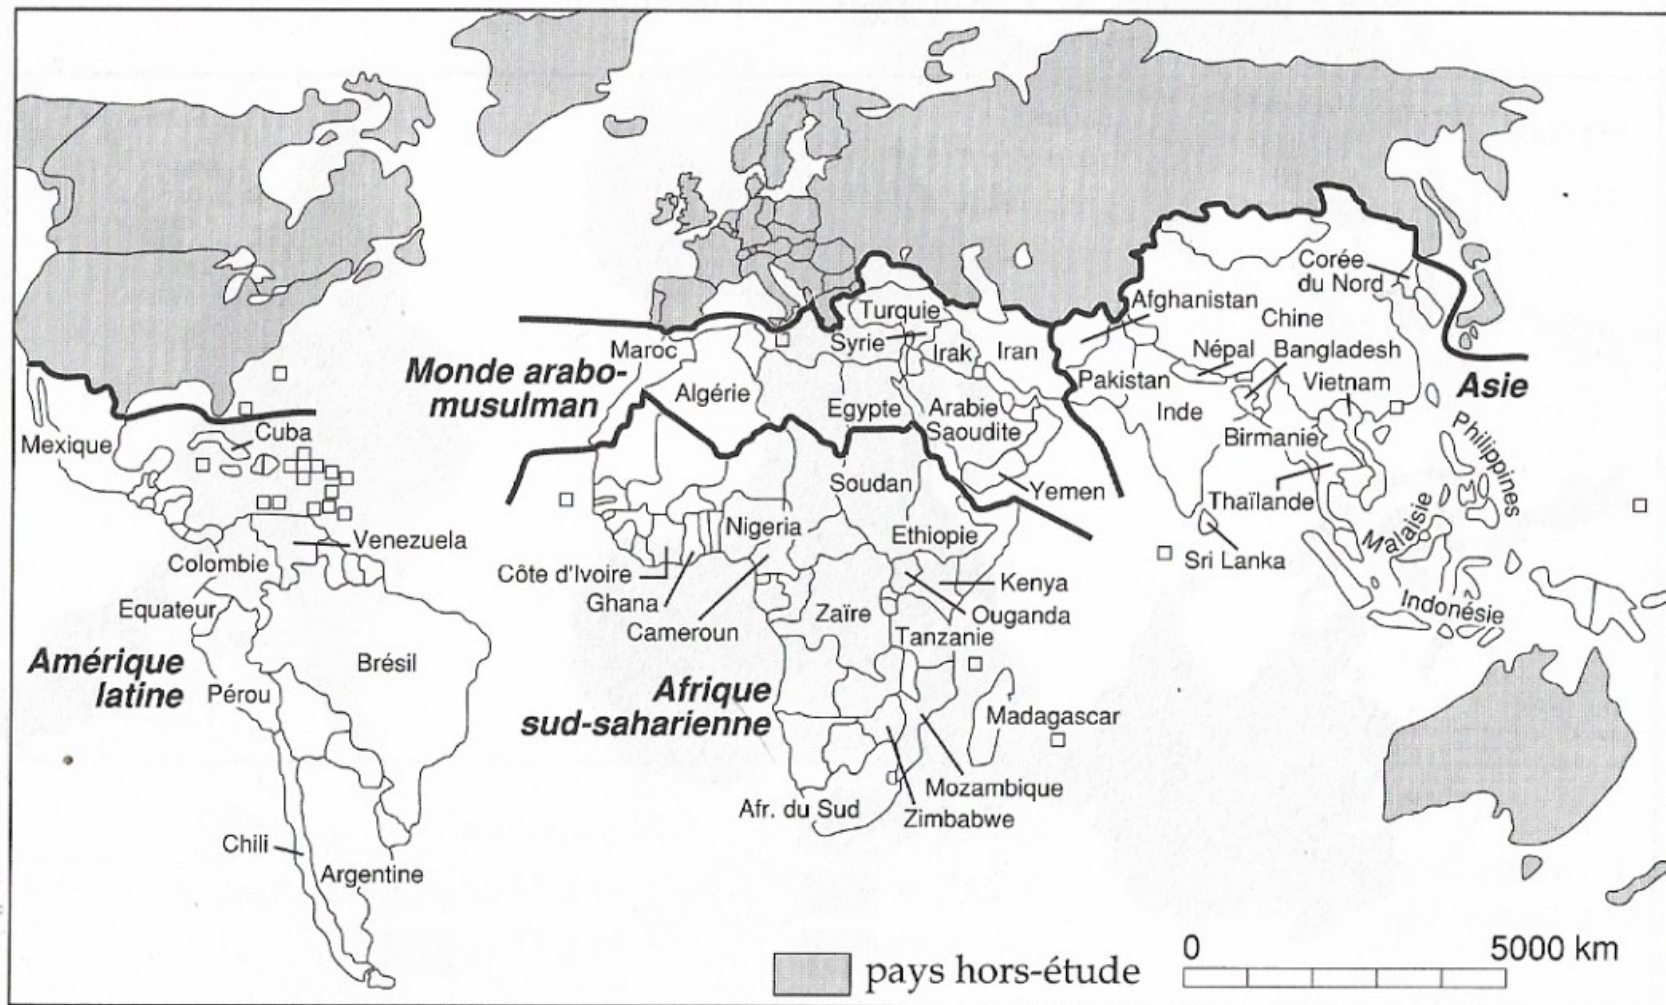 Corée
du Nord
Afghanistan
Chine
Turquie
Syrie
Irak
Iran
Népal
Bangladesh
Maroc
Monde arabo-
musulman
Algérie
Egypte
Arabie
Saoudite
Pakistan
Inde
Vietnam
Asie
Mexique
Cuba
Birmanie
Philippines
Soudan
Yemen
Thaïlande
Nigeria
Ethiopie
Malaisie
Venezuela
Colombie
Côte d'Ivoire
Ghana
Cameroun
Kenya
Ouganda
Sri Lanka
Equateur
Zaïre
Tanzanie
Indonésie
Amérique
latine
Brésil
Pérou
Afrique
sud-saharienne
Madagascar
Mozambique
Zimbabwe
Afr. du Sud
Chili
Argentine
pays hors-étude
0 5000 km